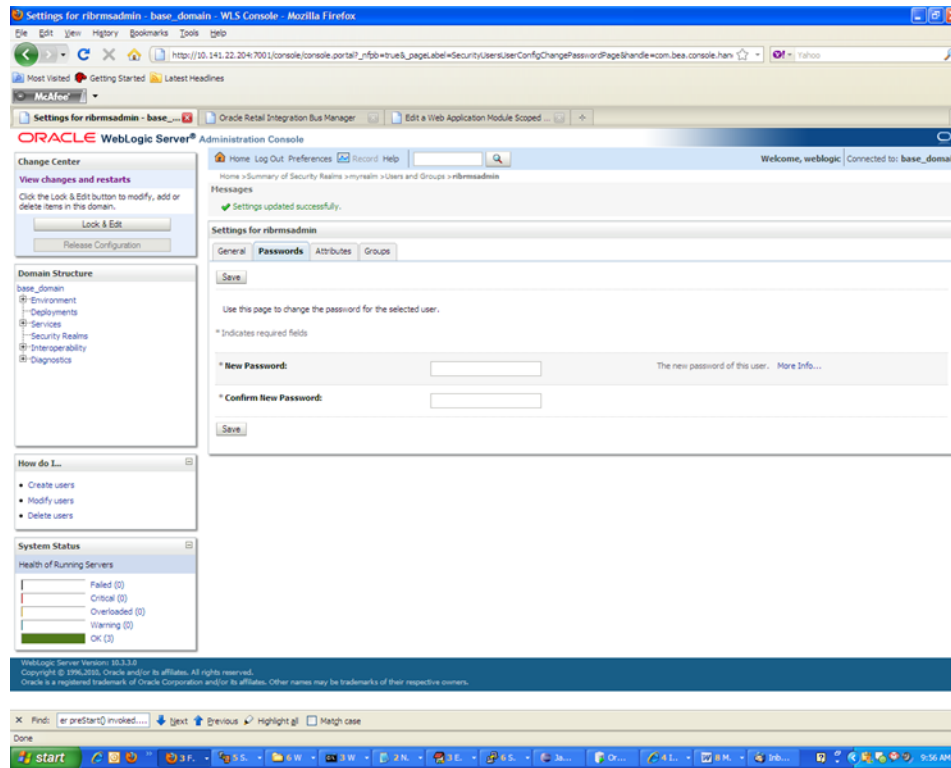 Settings for ribrmsadmin - base_domain - WLS Console - Mozilla Firefox
File Edit View History Bookmarks Tools Help
http://10.141.22.204:7001/console/console.portal?_nfpb=true&_pageLabel=SecurityUsersUserConfigChangePasswordPage&handle=com.bea.console.han
Yahoo
Most Visited Getting Started Latest Headlines
McAfee
Settings for ribrmsadmin - base_... Oracle Retail Integration Bus Manager Edit a Web Application Module Scoped ...
ORACLE WebLogic Server® Administration Console
Change Center
View changes and restarts
Click the Lock & Edit button to modify, add or
delete items in this domain.
Lock & Edit
Release Configuration
Domain Structure
base_domain
Environment
Deployments
Services
Security Realms
Interoperability
Diagnostics
How do I...
Create users
Modify users
Delete users
System Status
Health of Running Servers
Failed (0)
Critical (0)
Overloaded (0)
Warning (0)
OK (3)
Home Log Out Preferences Record Help
Welcome, weblogic Connected to: base_domai
Home >Summary of Security Realms >myrealm >Users and Groups >ribrmsadmin
Messages
Settings updated successfully.
Settings for ribrmsadmin
General Passwords Attributes Groups
Save
Use this page to change the password for the selected user.
* Indicates required fields
* New Password:
The new password of this user. More Info...
* Confirm New Password:
Save
WebLogic Server Version: 10.3.3.0
Copyright © 1996,2010, Oracle and/or its affiliates. All rights reserved.
Oracle is a registered trademark of Oracle Corporation and/or its affiliates. Other names may be trademarks of their respective owners.
Find: er preStart() invoked.... Next Previous Highlight all Match case
Done
start 3 F. 5 S. 6 W 3 W 2 N. 3 E. 6 S. Ja... Or... 4 I.. 8 M. Inb... 9:56 AM